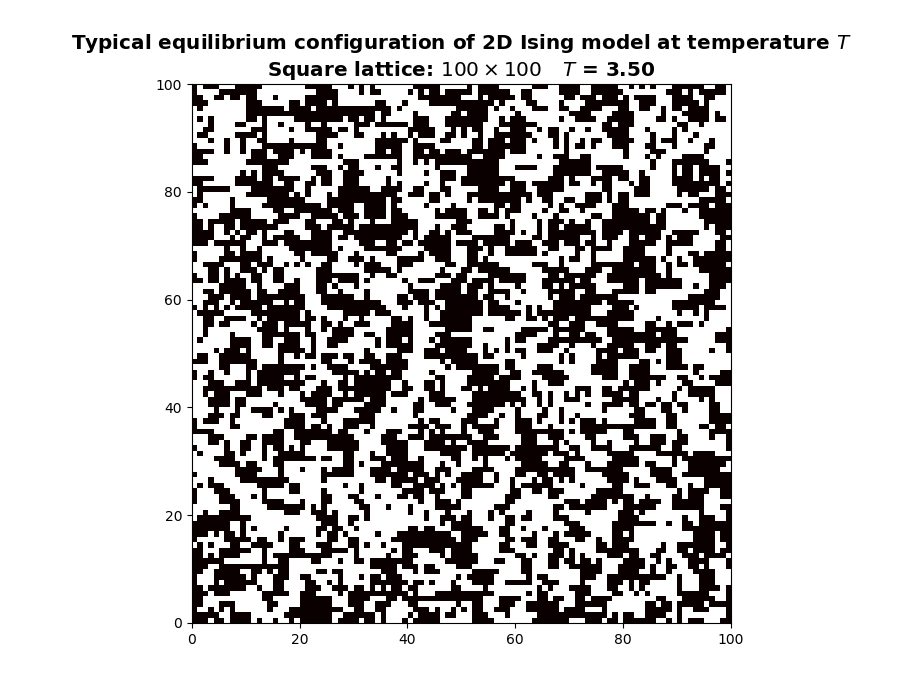 Typical equilibrium configuration of 2D Ising model at temperature T
Square lattice: 100 × 100 T = 3.50
100
80
60
40
20
0
0 20 40 60 80 100